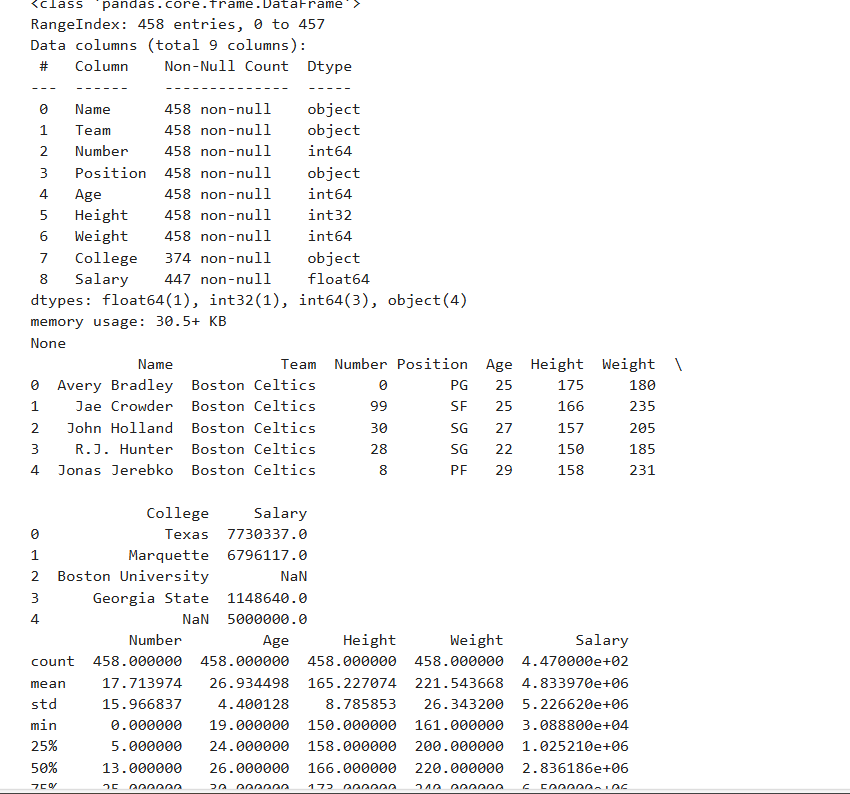 <class 'pandas.core.frame.DataFrame'>
RangeIndex: 458 entries, 0 to 457
Data columns (total 9 columns):
 #   Column    Non-Null Count  Dtype
---  ------    --------------  -----
 0   Name      458 non-null    object
 1   Team      458 non-null    object
 2   Number    458 non-null    int64
 3   Position  458 non-null    object
 4   Age       458 non-null    int64
 5   Height    458 non-null    int32
 6   Weight    458 non-null    int64
 7   College   374 non-null    object
 8   Salary    447 non-null    float64
dtypes: float64(1), int32(1), int64(3), object(4)
memory usage: 30.5+ KB
None
            Name            Team  Number Position  Age  Height  Weight  \
0  Avery Bradley  Boston Celtics       0       PG   25     175     180
1    Jae Crowder  Boston Celtics      99       SF   25     166     235
2   John Holland  Boston Celtics      30       SG   27     157     205
3    R.J. Hunter  Boston Celtics      28       SG   22     150     185
4  Jonas Jerebko  Boston Celtics       8       PF   29     158     231
             College     Salary
0              Texas  7730337.0
1          Marquette  6796117.0
2  Boston University        NaN
3      Georgia State  1148640.0
4                NaN  5000000.0
           Number         Age      Height      Weight        Salary
count  458.000000  458.000000  458.000000  458.000000  4.470000e+02
mean    17.713974   26.934498  165.227074  221.543668  4.833970e+06
std     15.966837    4.400128    8.785853   26.343200  5.226620e+06
min      0.000000   19.000000  150.000000  161.000000  3.088800e+04
25%      5.000000   24.000000  158.000000  200.000000  1.025210e+06
50%     13.000000   26.000000  166.000000  220.000000  2.836186e+06
75%     25.000000   30.000000  173.000000  240.000000  6.500000e+06